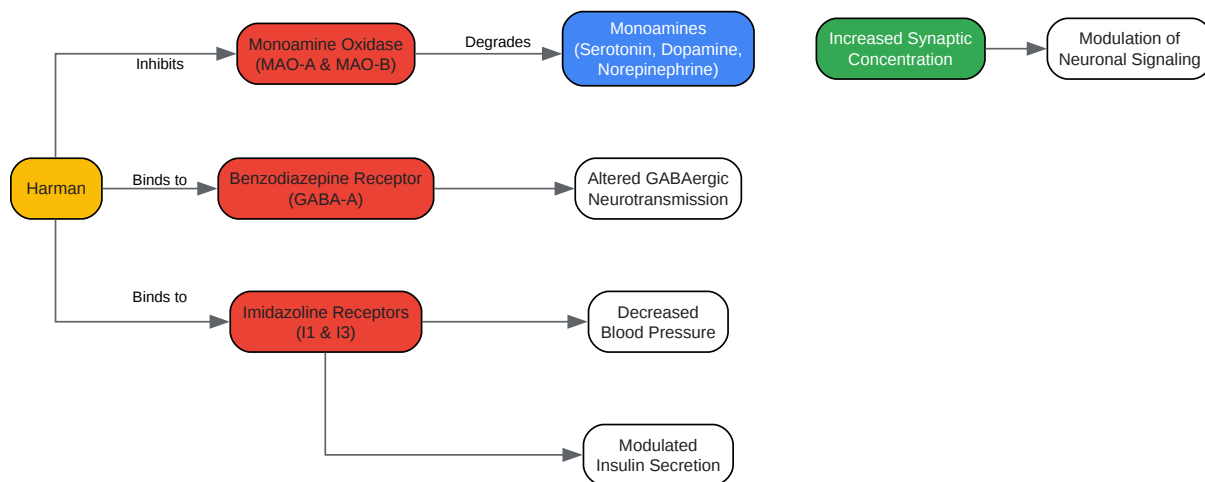 Monoamine Oxidase
(MAO-A & MAO-B)
Degrades
Monoamines
(Serotonin, Dopamine,
Norepinephrine)
Increased Synaptic
Concentration
Modulation of
Neuronal Signaling
Inhibits
Harman
Binds to
Benzodiazepine Receptor
(GABA-A)
Altered GABAergic
Neurotransmission
Binds to
Imidazoline Receptors
(I1 & I3)
Decreased
Blood Pressure
Modulated
Insulin Secretion